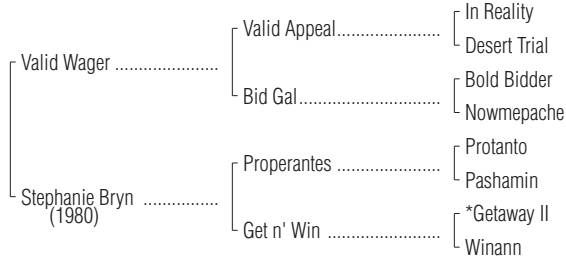 In Reality
Valid Appeal
Desert Trial
Valid Wager
Bold Bidder
Bid Gal
Nowmepache
Protanto
Properantes
Pashamin
Stephanie Bryn
(1980)
*Getaway II
Get n' Win
Winann